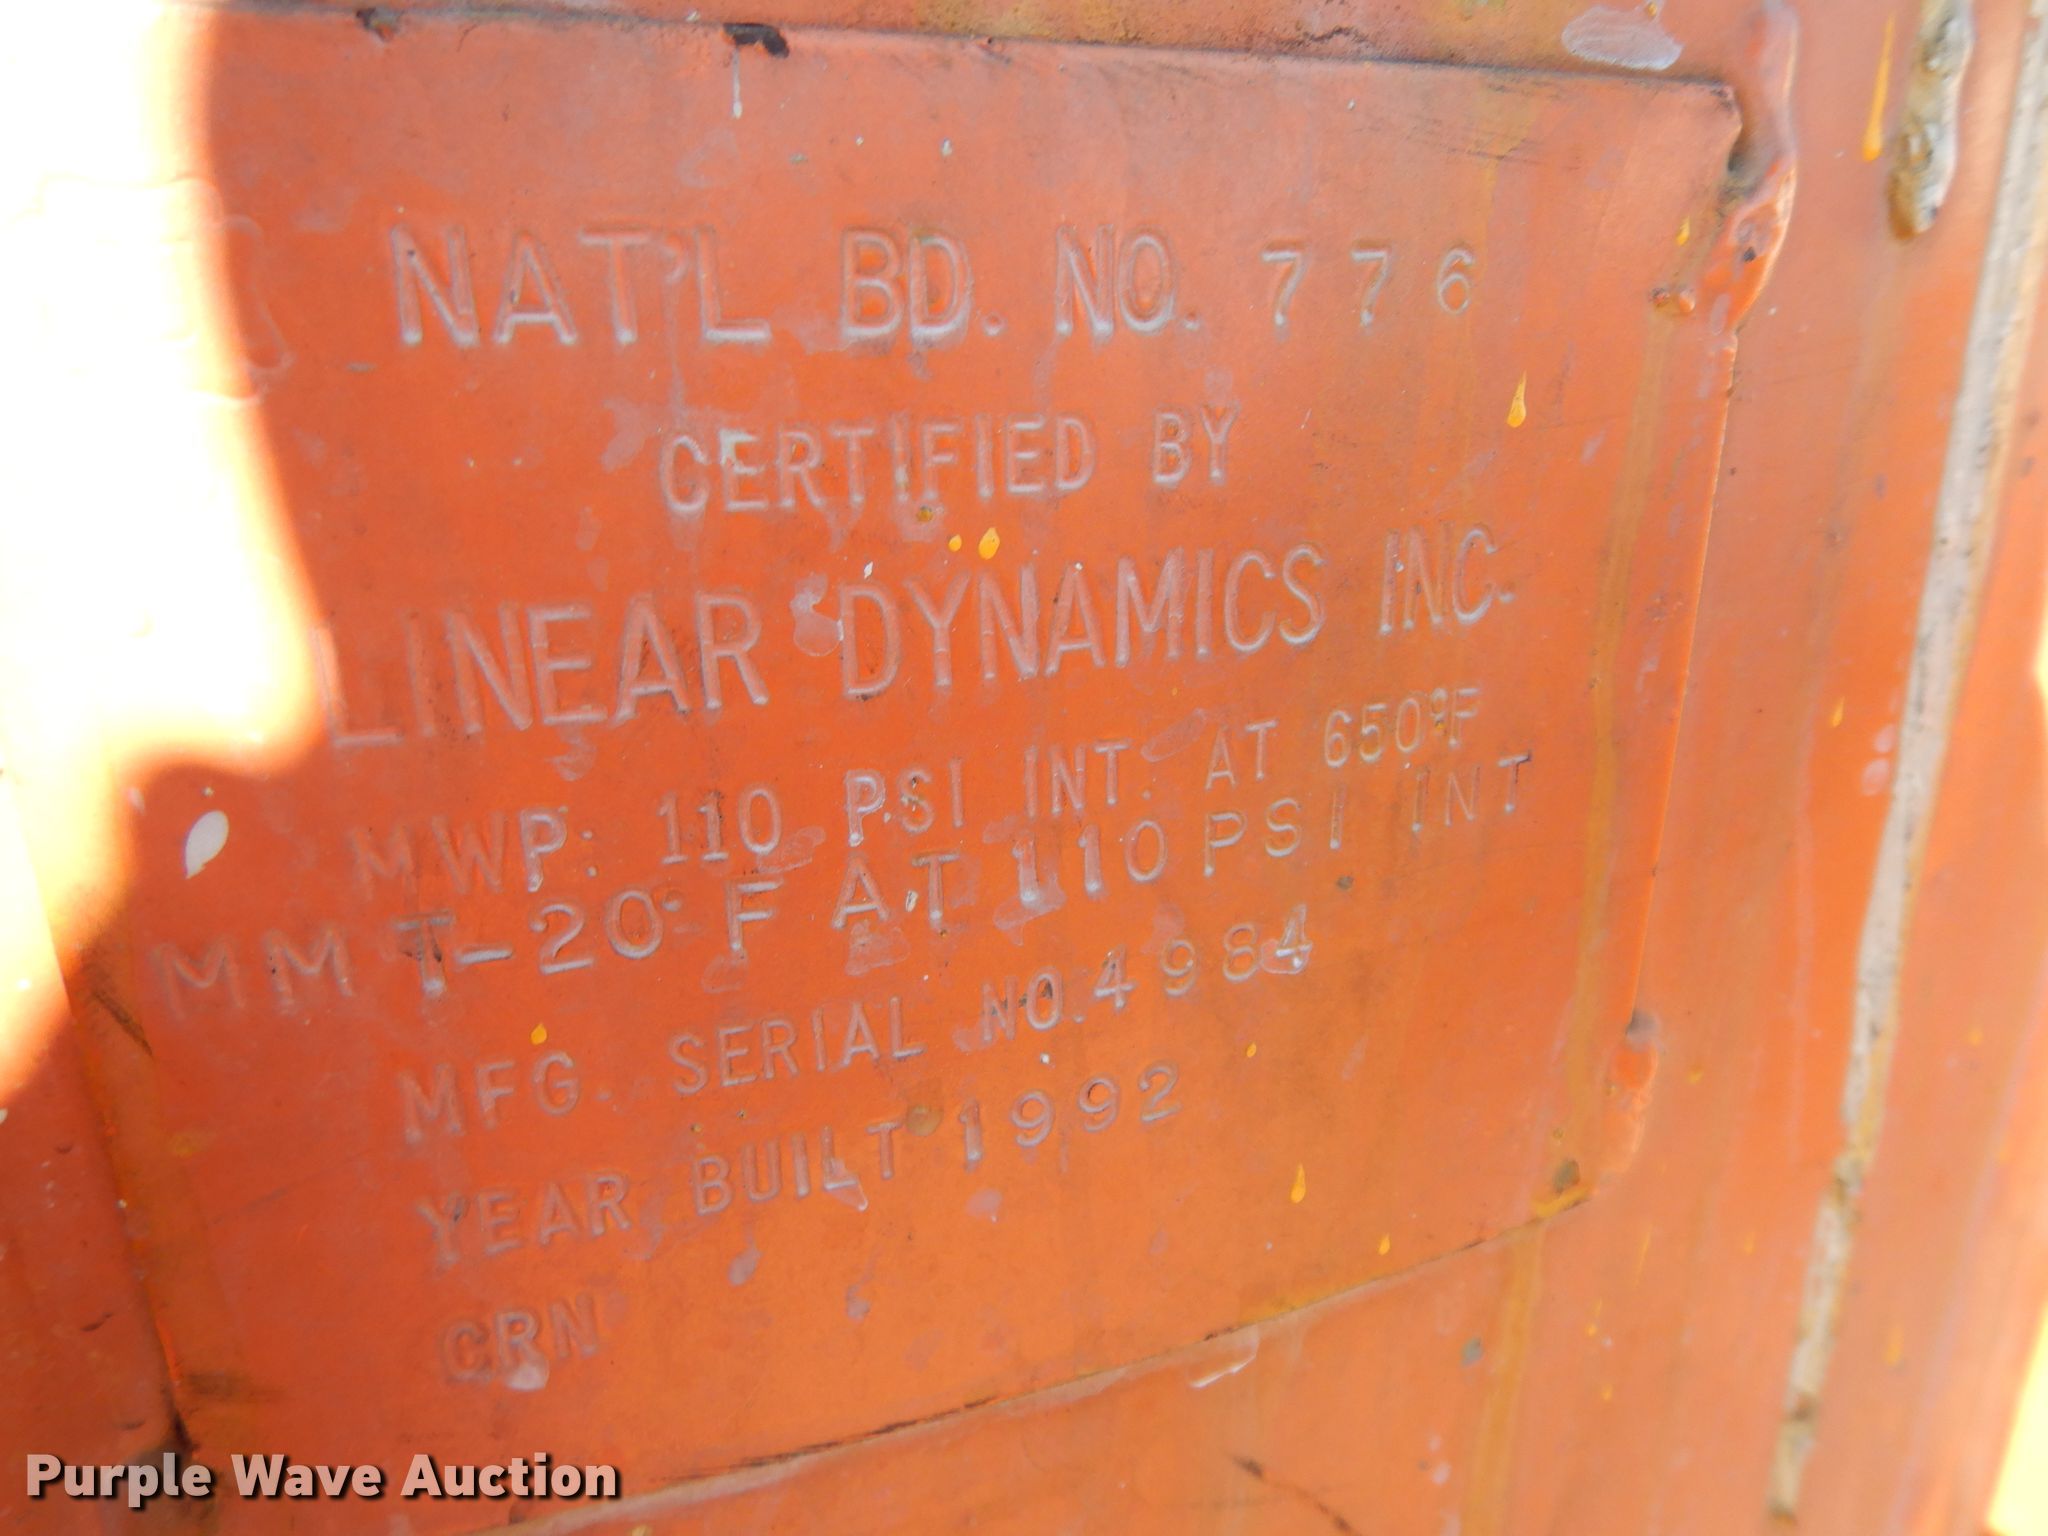 NAT'L BD. NO. 776
CERTIFIED BY
LINEAR DYNAMICS INC.
MWP: 110 PSI INT. AT 650°F
MMT-20°F AT 110 PSI INT
MFG. SERIAL NO. 4984
YEAR BUILT 1992
CRN
Purple Wave Auction